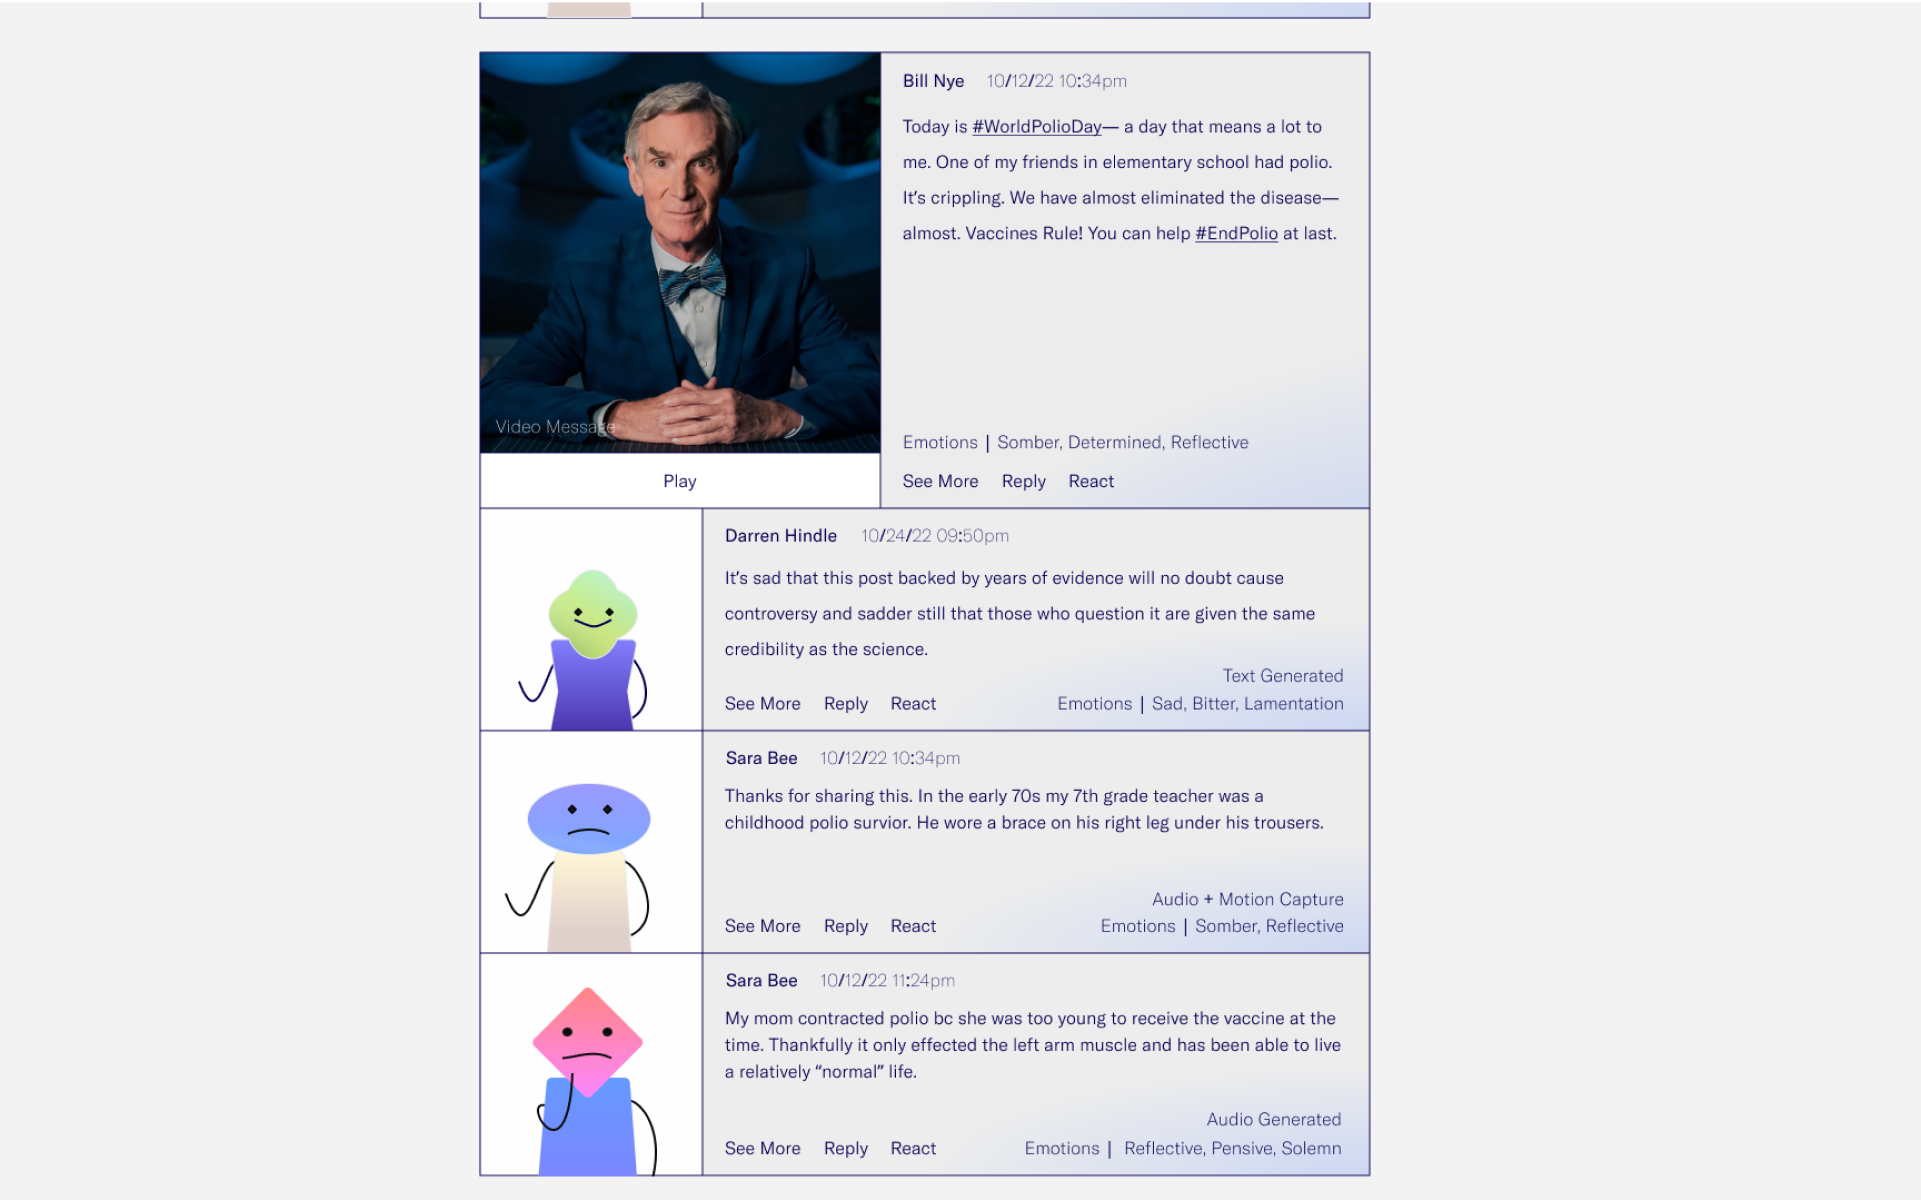 Bill Nye 10/12/22 10:34pm
Today is #WorldPolioDay— a day that means a lot to
me. One of my friends in elementary school had polio.
It's crippling. We have almost eliminated the disease—
almost. Vaccines Rule! You can help #EndPolio at last.
Video Message
Emotions | Somber, Determined, Reflective
Play
See More Reply React
Darren Hindle 10/24/22 09:50pm
It's sad that this post backed by years of evidence will no doubt cause
controversy and sadder still that those who question it are given the same
credibility as the science.
Text Generated
See More Reply React Emotions | Sad, Bitter, Lamentation
Sara Bee 10/12/22 10:34pm
Thanks for sharing this. In the early 70s my 7th grade teacher was a
childhood polio survior. He wore a brace on his right leg under his trousers.
Audio + Motion Capture
See More Reply React Emotions | Somber, Reflective
Sara Bee 10/12/22 11:24pm
My mom contracted polio bc she was too young to receive the vaccine at the
time. Thankfully it only effected the left arm muscle and has been able to live
a relatively “normal” life.
Audio Generated
See More Reply React Emotions | Reflective, Pensive, Solemn